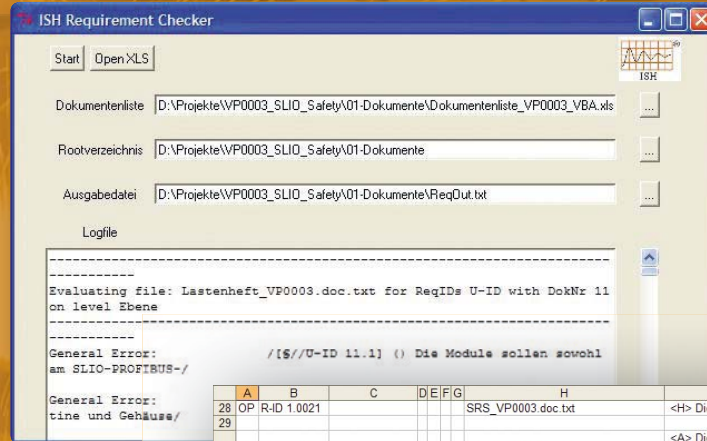 ISH Requirement Checker
Start Open XLS
ISH
Dokumentenliste D:\Projekte\VP0003_SLIO_Safety\01-Dokumente\Dokumentenliste_VP0003_VBA.xls ...
Rootverzeichnis D:\Projekte\VP0003_SLIO_Safety\01-Dokumente ...
Ausgabedatei D:\Projekte\VP0003_SLIO_Safety\01-Dokumente\ReqOut.txt ...
Logfile
----------------------------------------------------------------------
-----------
Evaluating file: Lastenheft_VP0003.doc.txt for ReqIDs U-ID with DokNr 11
on level Ebene
----------------------------------------------------------------------
-----------
General Error: /[§//U-ID 11.1] () Die Module sollen sowohl
am SLIO-PROFIBUS-/
General Error:
tine und Gehäuse/
A B C D E F G H
28 OP R-ID 1.0021 SRS_VP0003.doc.txt <H> Di
29
<A> Di